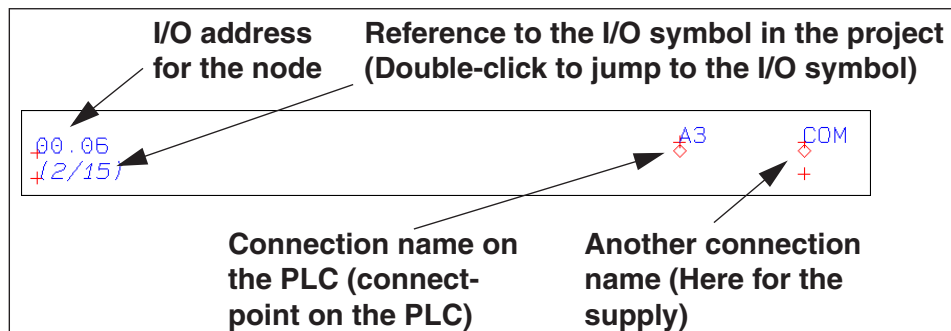 I/O address
for the node
Reference to the I/O symbol in the project
(Double-click to jump to the I/O symbol)
00.06
(2/15)
A3
COM
Connection name on
the PLC (connect-
point on the PLC)
Another connection
name (Here for the
supply)